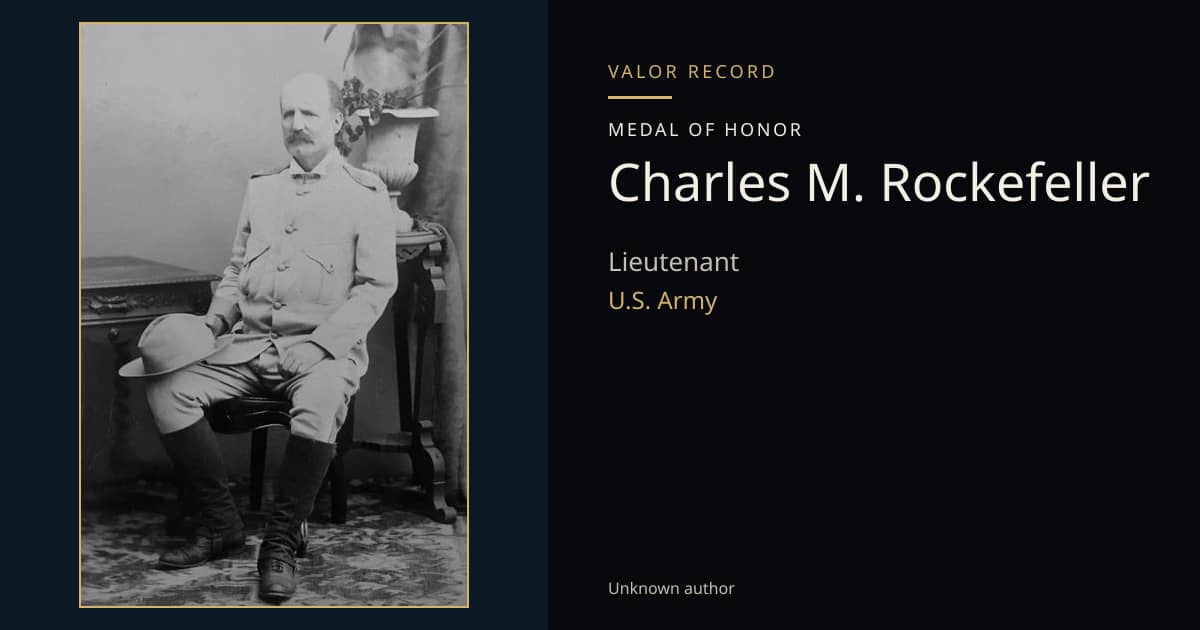 VALOR RECORD
MEDAL OF HONOR
Charles M. Rockefeller
Lieutenant
U.S. Army
Unknown author